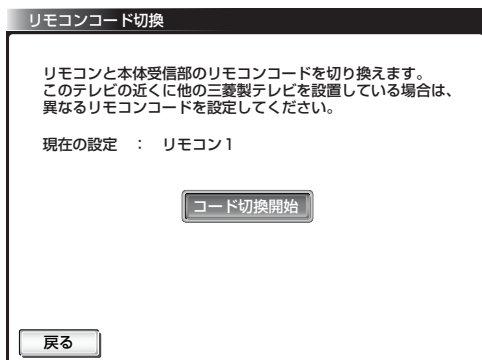 リモコンコード切換
リモコンと本体受信部のリモコンコードを切り換えます。
このテレビの近くに他の三菱製テレビを設置している場合は、
異なるリモコンコードを設定してください。
現在の設定　：　リモコン1
コード切換開始
戻る